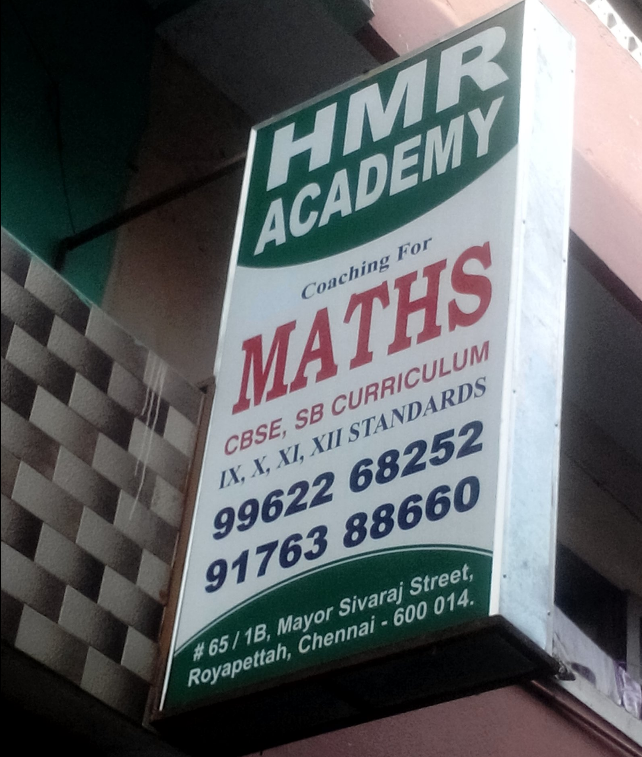 HMR
ACADEMY
Coaching For
MATHS
CBSE, SB CURRICULUM
IX, X, XI, XII STANDARDS
99622 68252
91763 88660
# 65 / 1B, Mayor Sivaraj Street,
Royapettah, Chennai - 600 014.